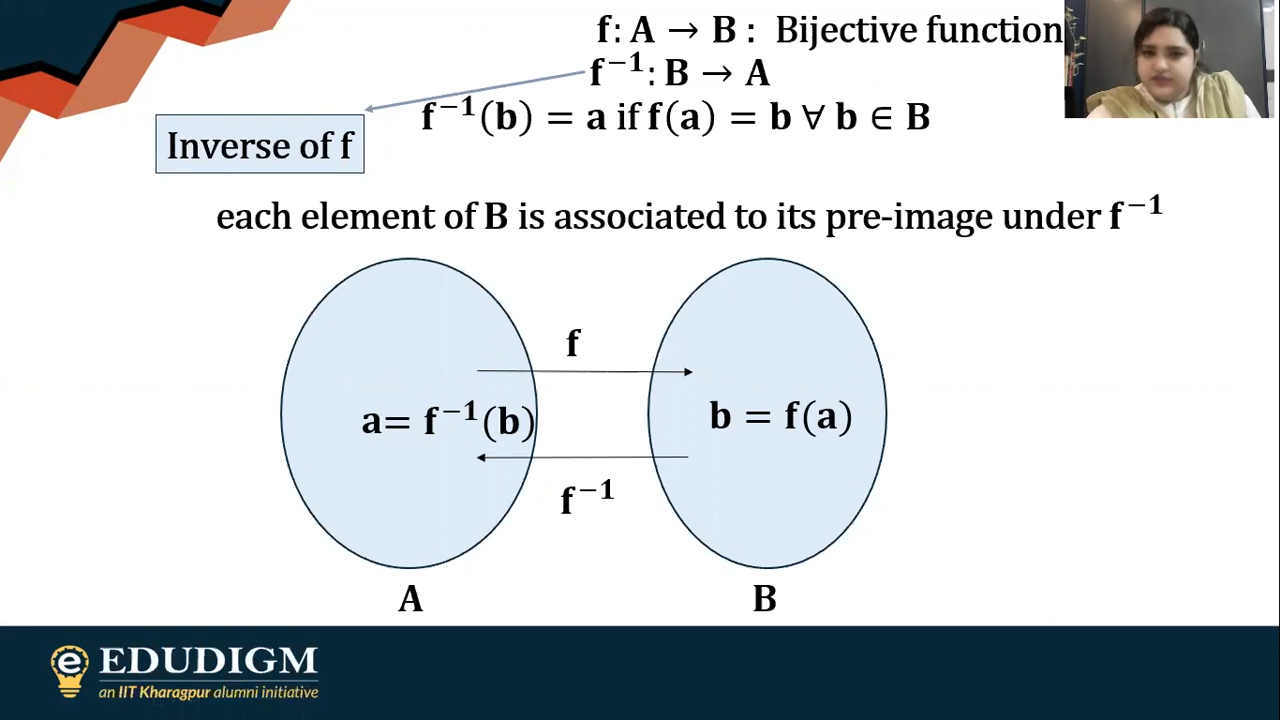 f: A → B : Bijective function
f⁻¹: B → A
f⁻¹(b) = a if f(a) = b ∀ b ∈ B
Inverse of f
each element of B is associated to its pre-image under f⁻¹
f
a= f⁻¹(b)
b = f(a)
f⁻¹
A
B
EDUDIGM
an IIT Kharagpur alumni initiative